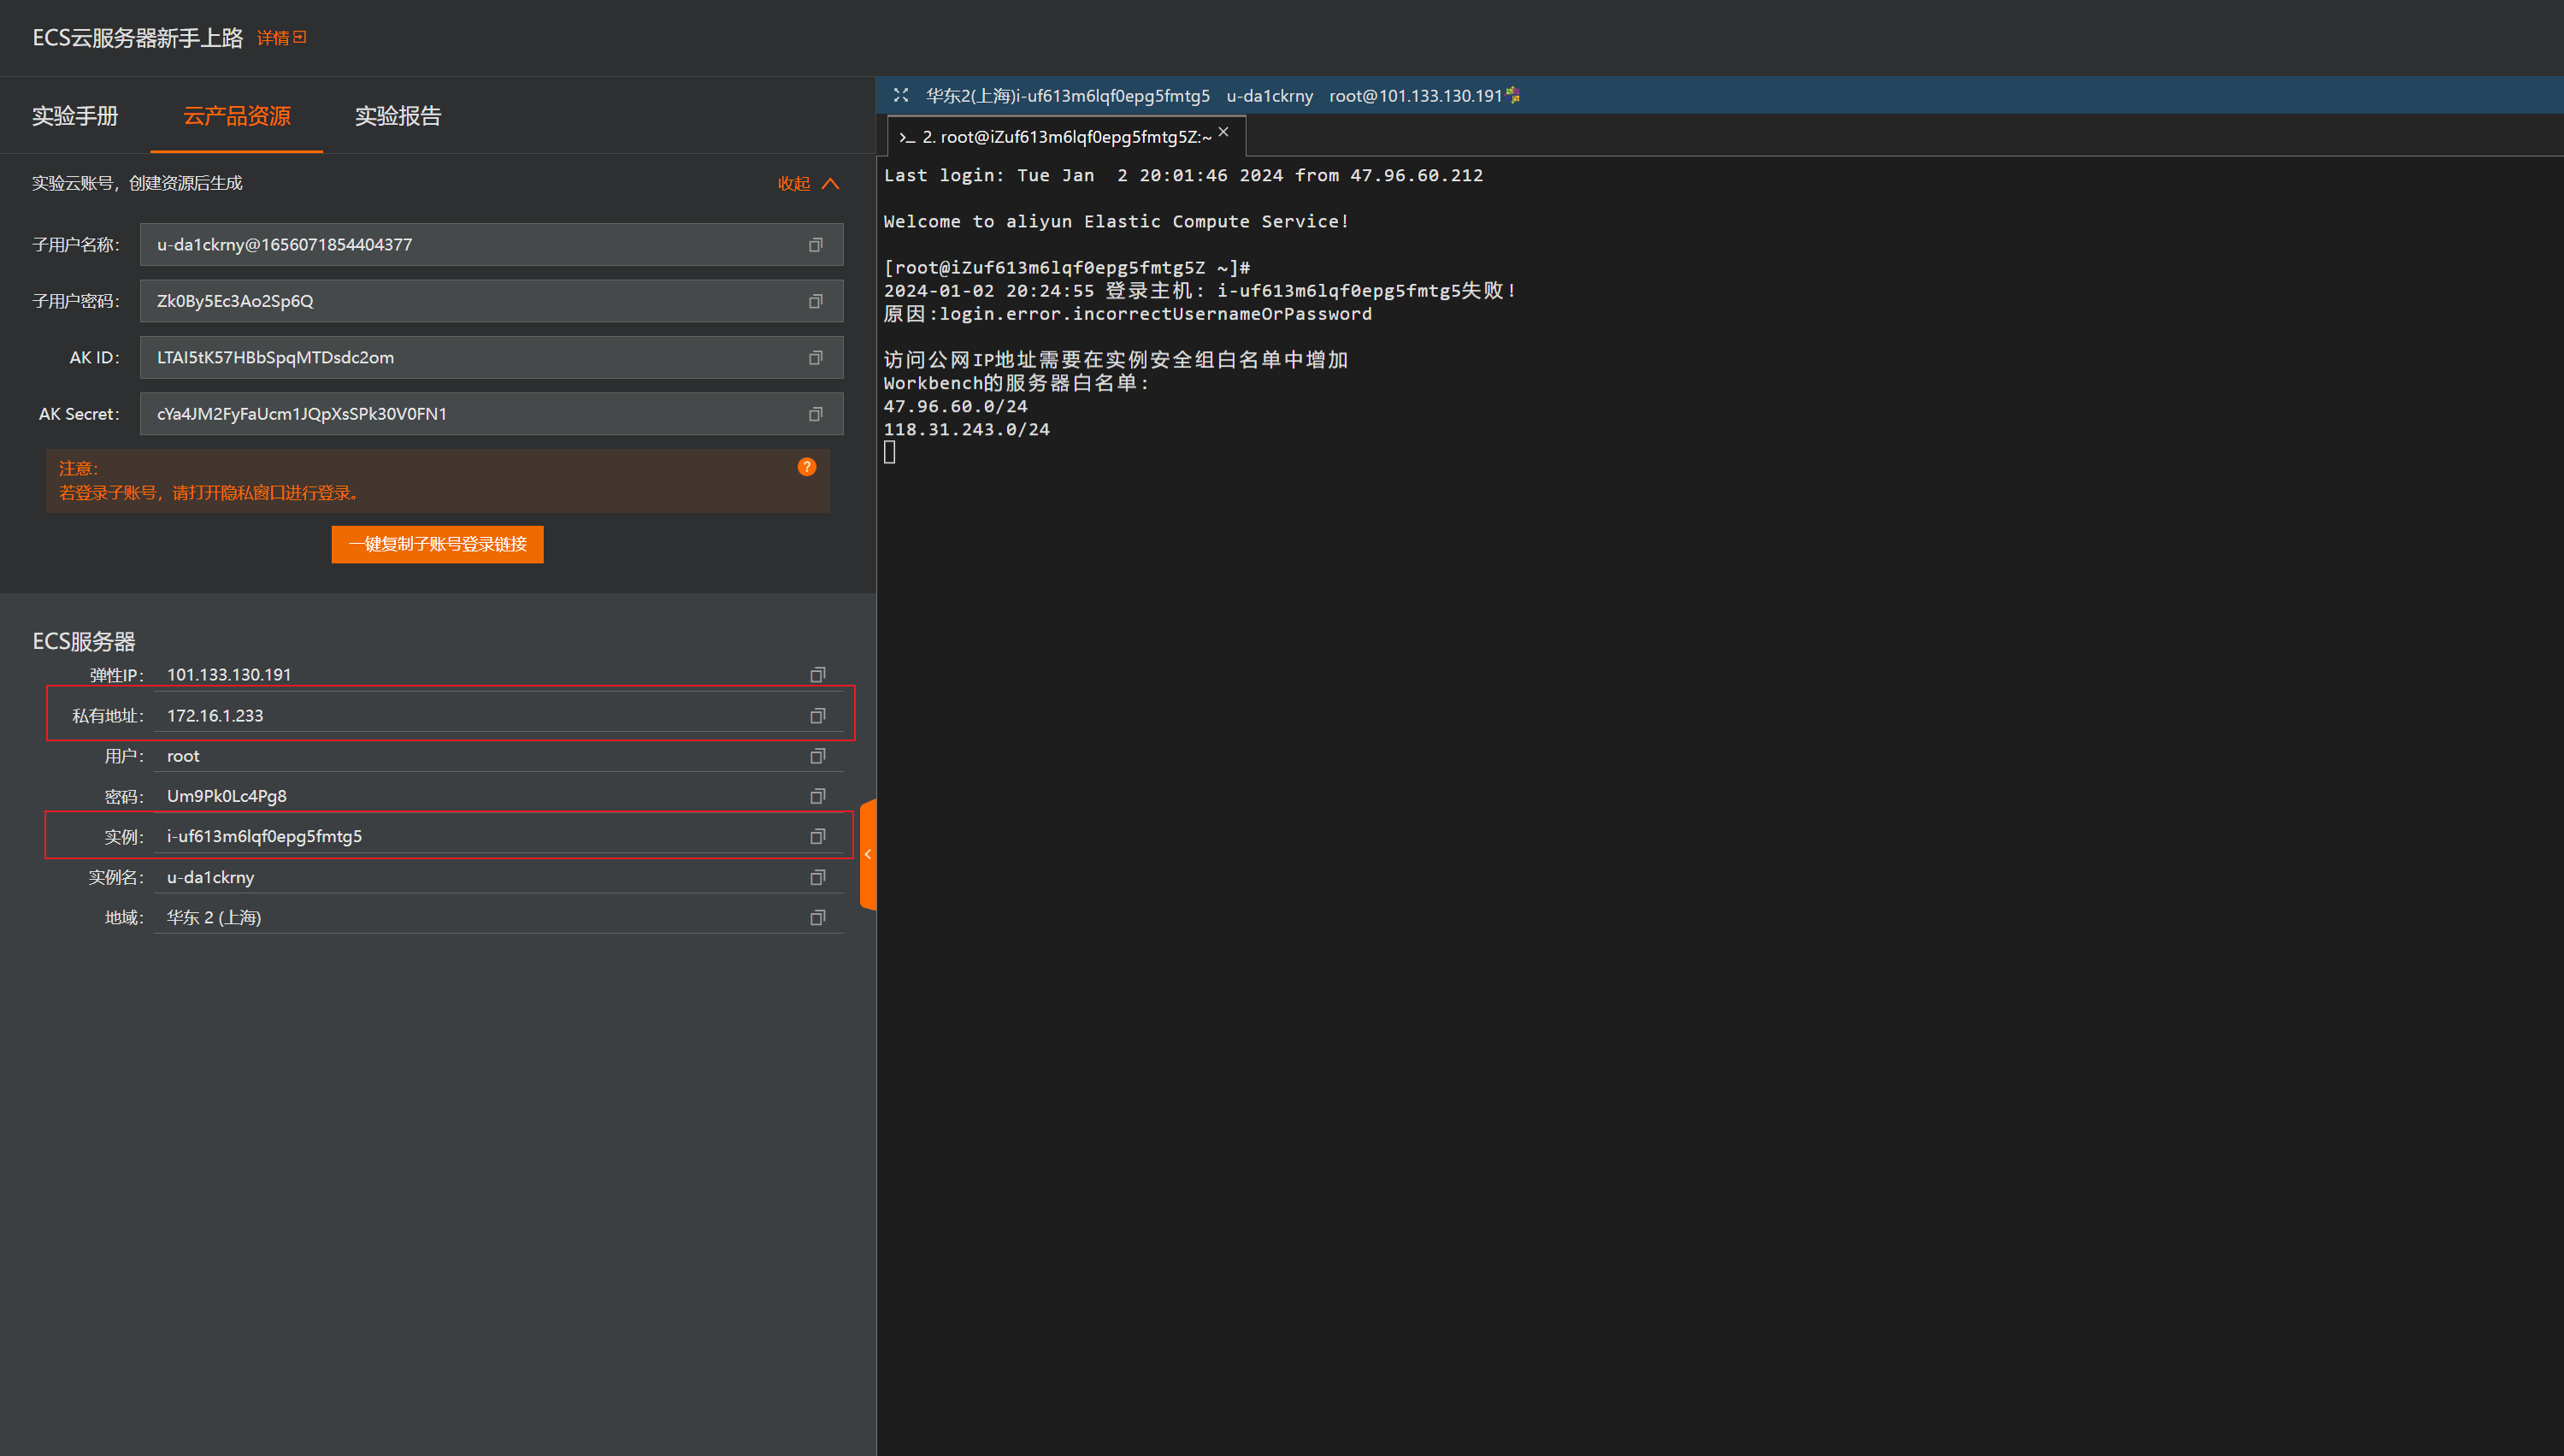 ECS云服务器新手上路 详情
实验手册 云产品资源 实验报告
实验云账号，创建资源后生成 收起
子用户名称： u-da1ckrny@1656071854404377
子用户密码： Zk0By5Ec3Ao2Sp6Q
AK ID： LTAI5tK57HBbSpqMTDsdc2om
AK Secret： cYa4JM2FyFaUcm1JQpXsSPk30V0FN1
注意： ?
若登录子账号，请打开隐私窗口进行登录。
一键复制子账号登录链接
ECS服务器
弹性IP： 101.133.130.191
私有地址： 172.16.1.233
用户： root
密码： Um9Pk0Lc4Pg8
实例： i-uf613m6lqf0epg5fmtg5
实例名： u-da1ckrny
地域： 华东 2 (上海)
华东2(上海)i-uf613m6lqf0epg5fmtg5 u-da1ckrny root@101.133.130.191
>_ 2. root@iZuf613m6lqf0epg5fmtg5Z:~ ×
Last login: Tue Jan  2 20:01:46 2024 from 47.96.60.212
Welcome to aliyun Elastic Compute Service!
[root@iZuf613m6lqf0epg5fmtg5Z ~]#
2024-01-02 20:24:55 登录主机: i-uf613m6lqf0epg5fmtg5失败!
原因:login.error.incorrectUsernameOrPassword
访问公网IP地址需要在实例安全组白名单中增加
Workbench的服务器白名单:
47.96.60.0/24
118.31.243.0/24